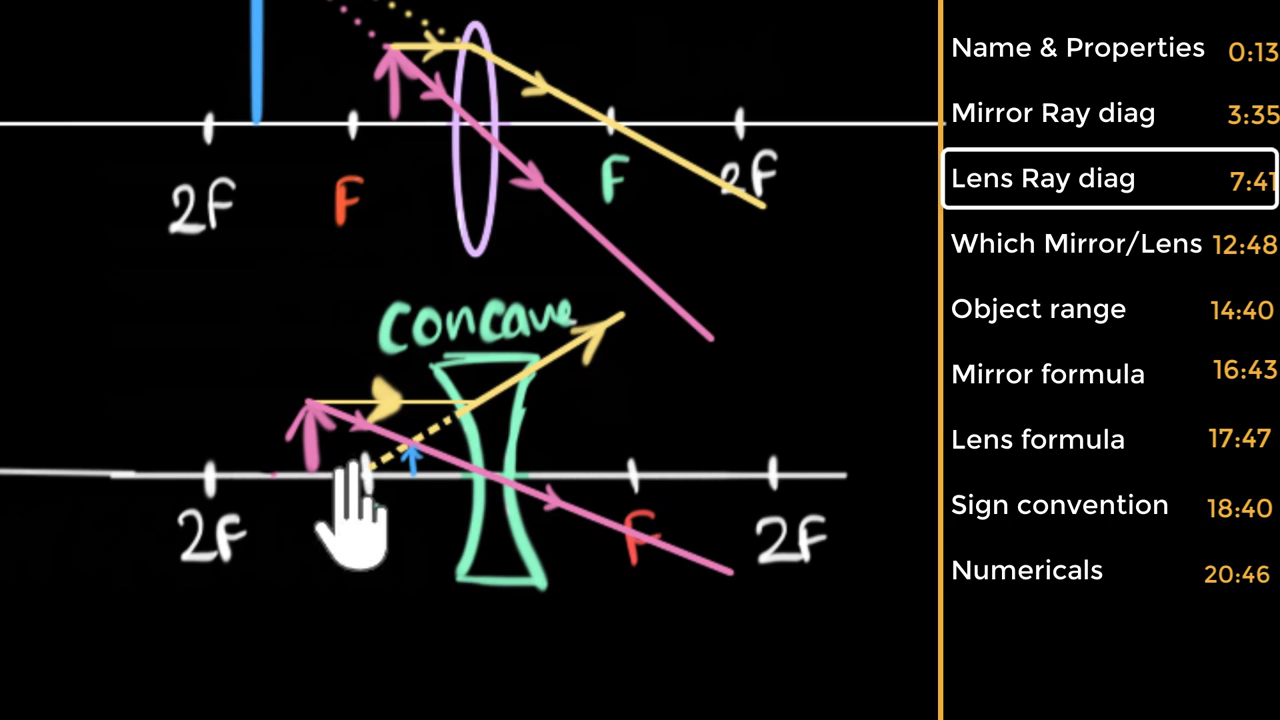 2F F F 2F
concave
2F F 2F
Name & Properties 0:13
Mirror Ray diag 3:35
Lens Ray diag 7:41
Which Mirror/Lens 12:48
Object range 14:40
Mirror formula 16:43
Lens formula 17:47
Sign convention 18:40
Numericals 20:46